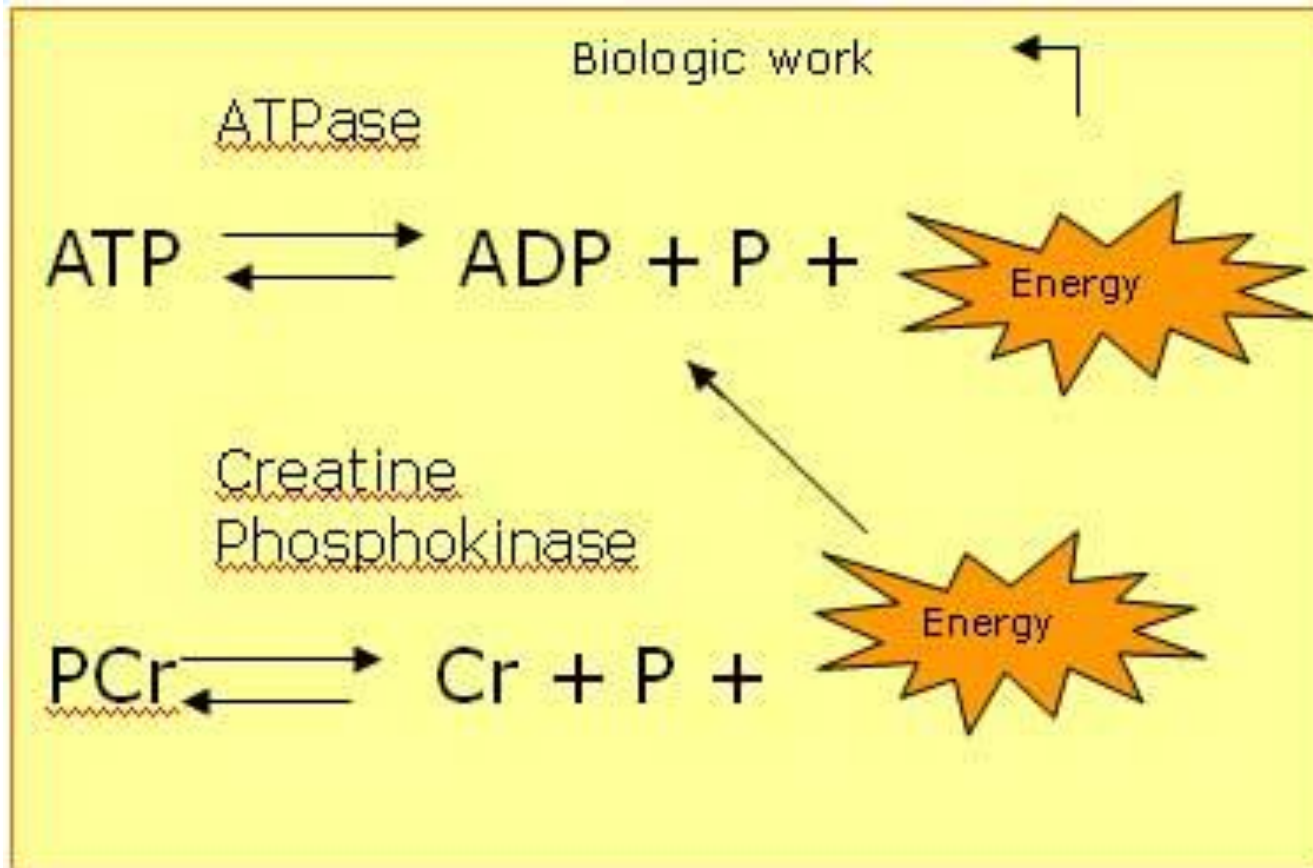 Biologic work
ATPase
ATP ADP + P +
Energy
Creatine
Phosphokinase
PCr Cr + P +
Energy